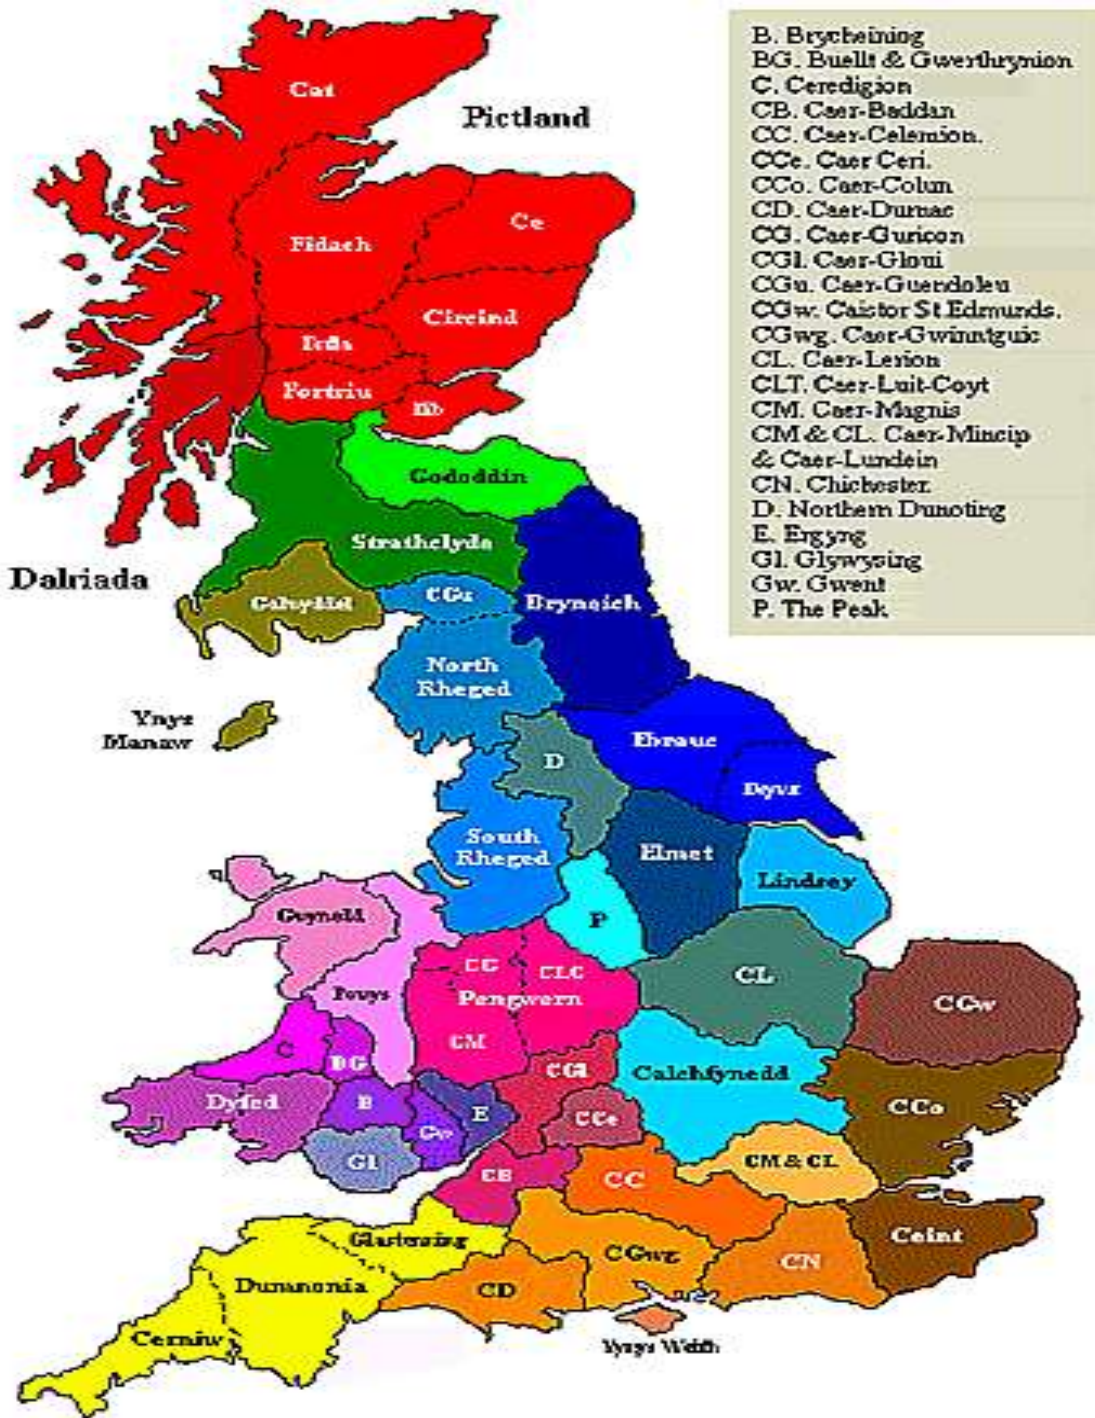 Cat
Pictland
Ce
Fidach
Circind
Fortriu
Fib
Gododdin
Strathclyde
Dalriada
CGu
Bryneich
North
Rheged
Ynys
Manaw
Ebrauc
D
Deyvr
South
Rheged
Elmet
Lindsey
P
Gwynedd
CG
CLC
CL
Powys
Pengwern
CGw
C
CM
BG
CGl
Calchfynedd
Dyfed
B
E
CCe
CCo
Gw
Gl
CB
CC
CM & CL
Ceint
Glastening
CGwg
CN
Dumnonia
CD
Cerniw
Ynys Weith
B. Brycheiniog
BG. Buellt & Gwerthrynion
C. Ceredigion
CB. Caer-Baddan
CC. Caer-Celemion.
CCe. Caer Ceri.
CCo. Caer-Colun
CD. Caer-Durnac
CG. Caer-Guricon
CGl. Caer-Gloui
CGu. Caer-Guendoleu
CGw. Caistor St Edmunds.
CGwg. Caer-Gwinntguic
CL. Caer-Lerion
CLT. Caer-Luit-Coyt
CM. Caer-Magnis
CM & CL. Caer-Mincip
& Caer-Lundein
CN. Chichester
D. Northern Dunoting
E. Ergyng
Gl. Glywysing
Gw. Gwent
P. The Peak